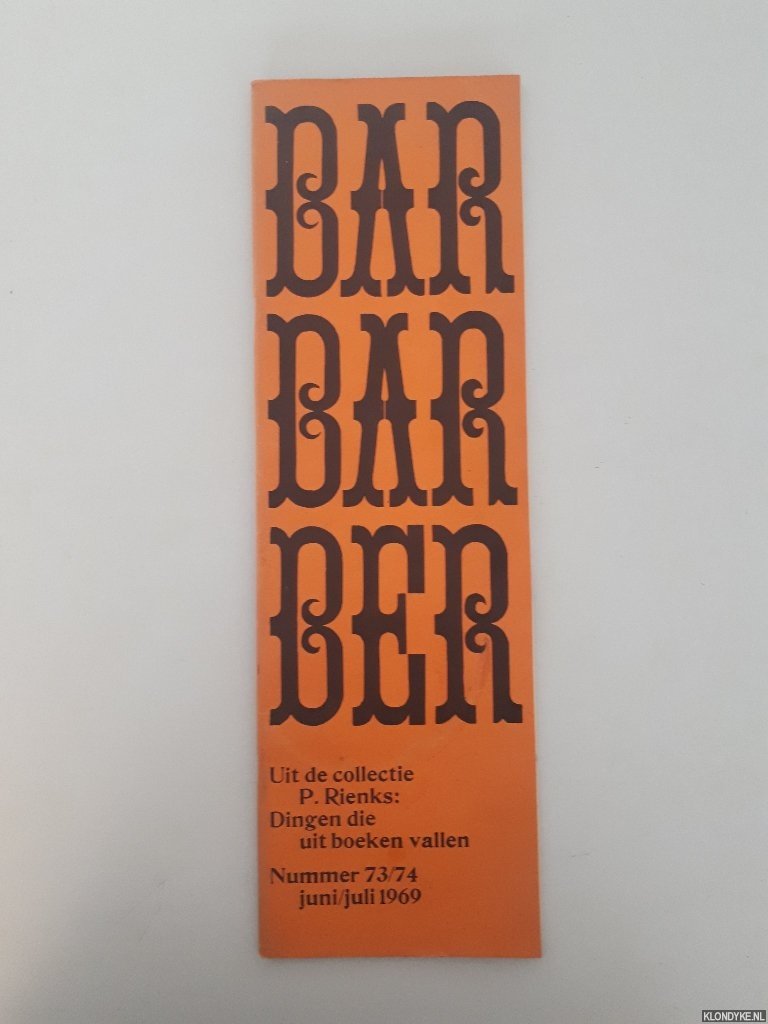 BAR
BAR
BER
Uit de collectie
P. Rienks:
Dingen die
uit boeken vallen
Nummer 73/74
juni/juli 1969
KLONDYKE.NL